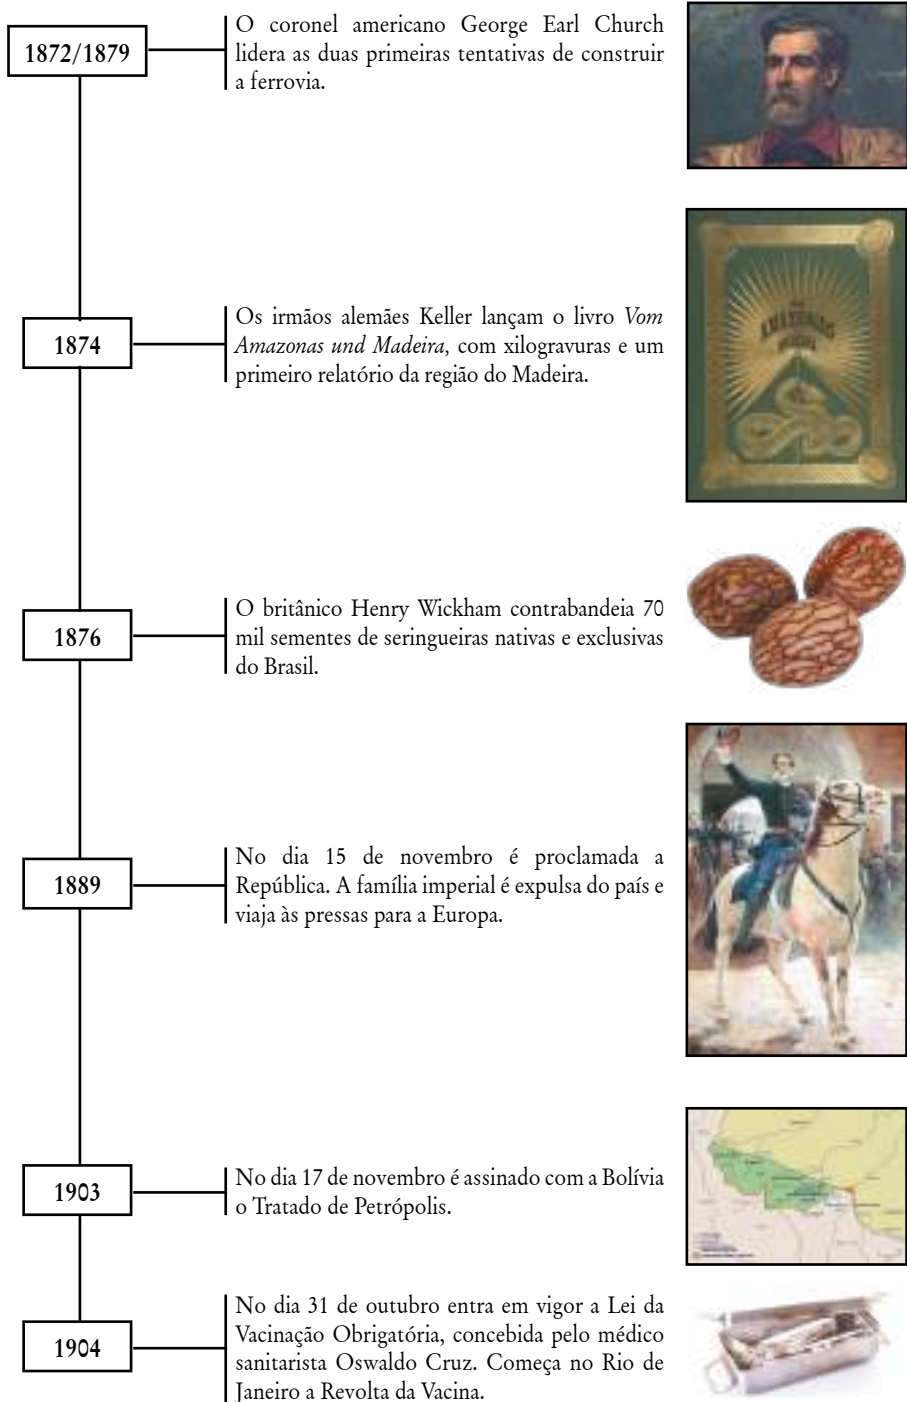 1872/1879
O coronel americano George Earl Church
lidera as duas primeiras tentativas de construir
a ferrovia.
1874
Os irmãos alemães Keller lançam o livro Vom
Amazonas und Madeira, com xilogravuras e um
primeiro relatório da região do Madeira.
1876
O britânico Henry Wickham contrabandeia 70
mil sementes de seringueiras nativas e exclusivas
do Brasil.
1889
No dia 15 de novembro é proclamada a
República. A família imperial é expulsa do país e
viaja às pressas para a Europa.
1903
No dia 17 de novembro é assinado com a Bolívia
o Tratado de Petrópolis.
1904
No dia 31 de outubro entra em vigor a Lei da
Vacinação Obrigatória, concebida pelo médico
sanitarista Oswaldo Cruz. Começa no Rio de
Janeiro a Revolta da Vacina.